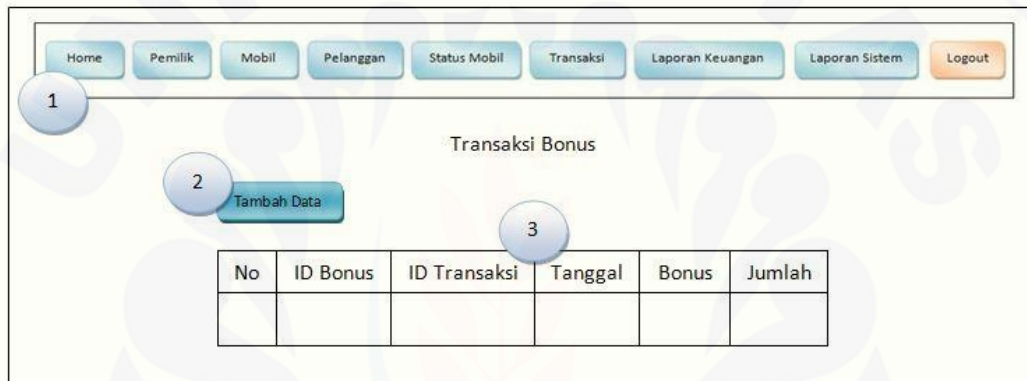 Home Pemilik Mobil Pelanggan Status Mobil Transaksi Laporan Keuangan Laporan Sistem Logout
1
Transaksi Bonus
2
Tambah Data
3
No ID Bonus ID Transaksi Tanggal Bonus Jumlah